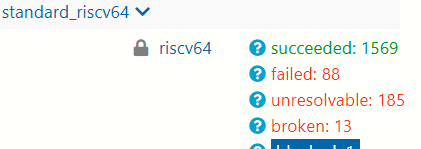 standard_riscv64
riscv64
succeeded: 1569
failed: 88
unresolvable: 185
broken: 13